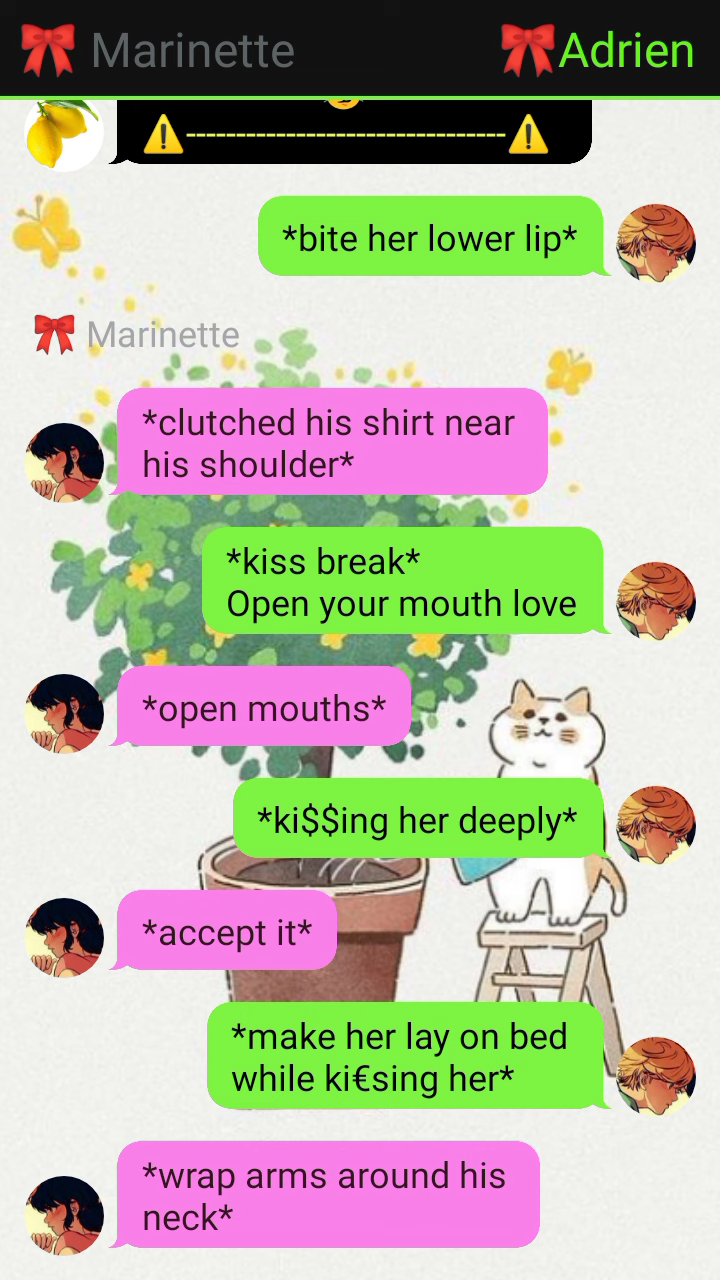 🎀 Marinette
🎀Adrien
⚠️--------------------------------⚠️
*bite her lower lip*
🎀 Marinette
*clutched his shirt near
his shoulder*
*kiss break*
Open your mouth love
*open mouths*
*ki$$ing her deeply*
*accept it*
*make her lay on bed
while ki€sing her*
*wrap arms around his
neck*